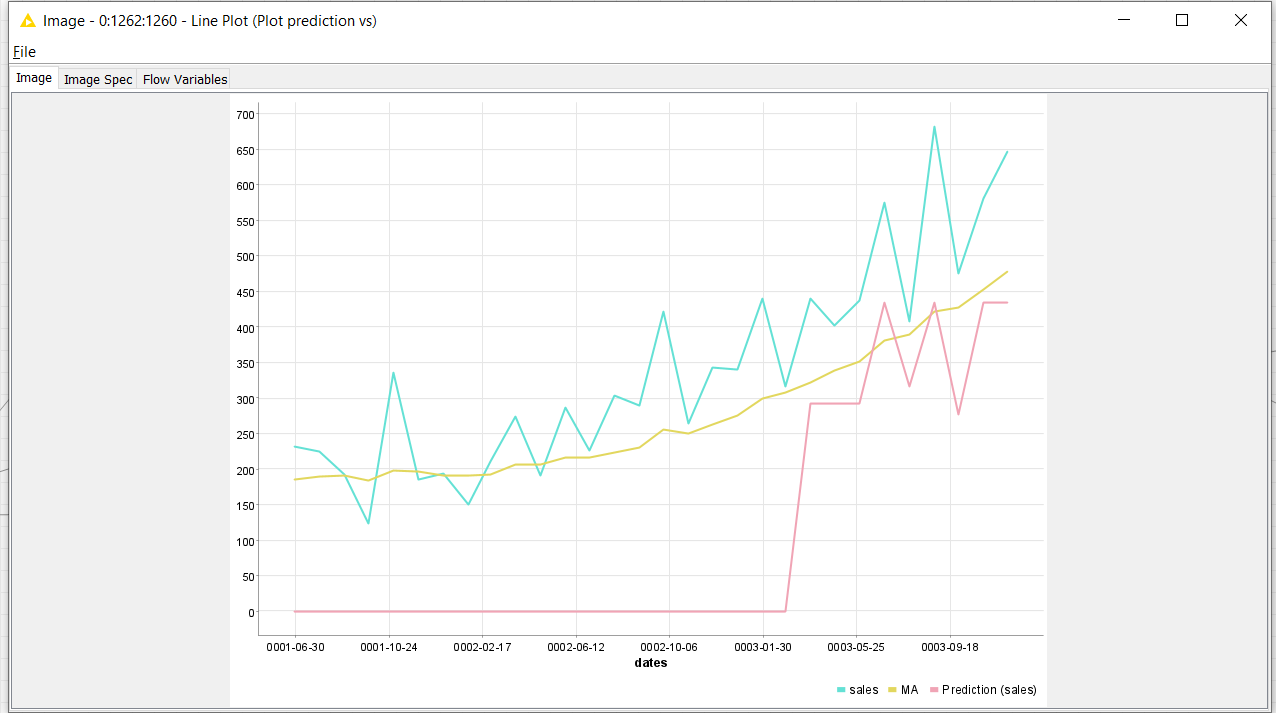 Image - 0:1262:1260 - Line Plot (Plot prediction vs)
File
Image Image Spec Flow Variables
700
650
600
550
500
450
400
350
300
250
200
150
100
50
0
0001-06-30 0001-10-24 0002-02-17 0002-06-12 0002-10-06 0003-01-30 0003-05-25 0003-09-18
dates
sales MA Prediction (sales)